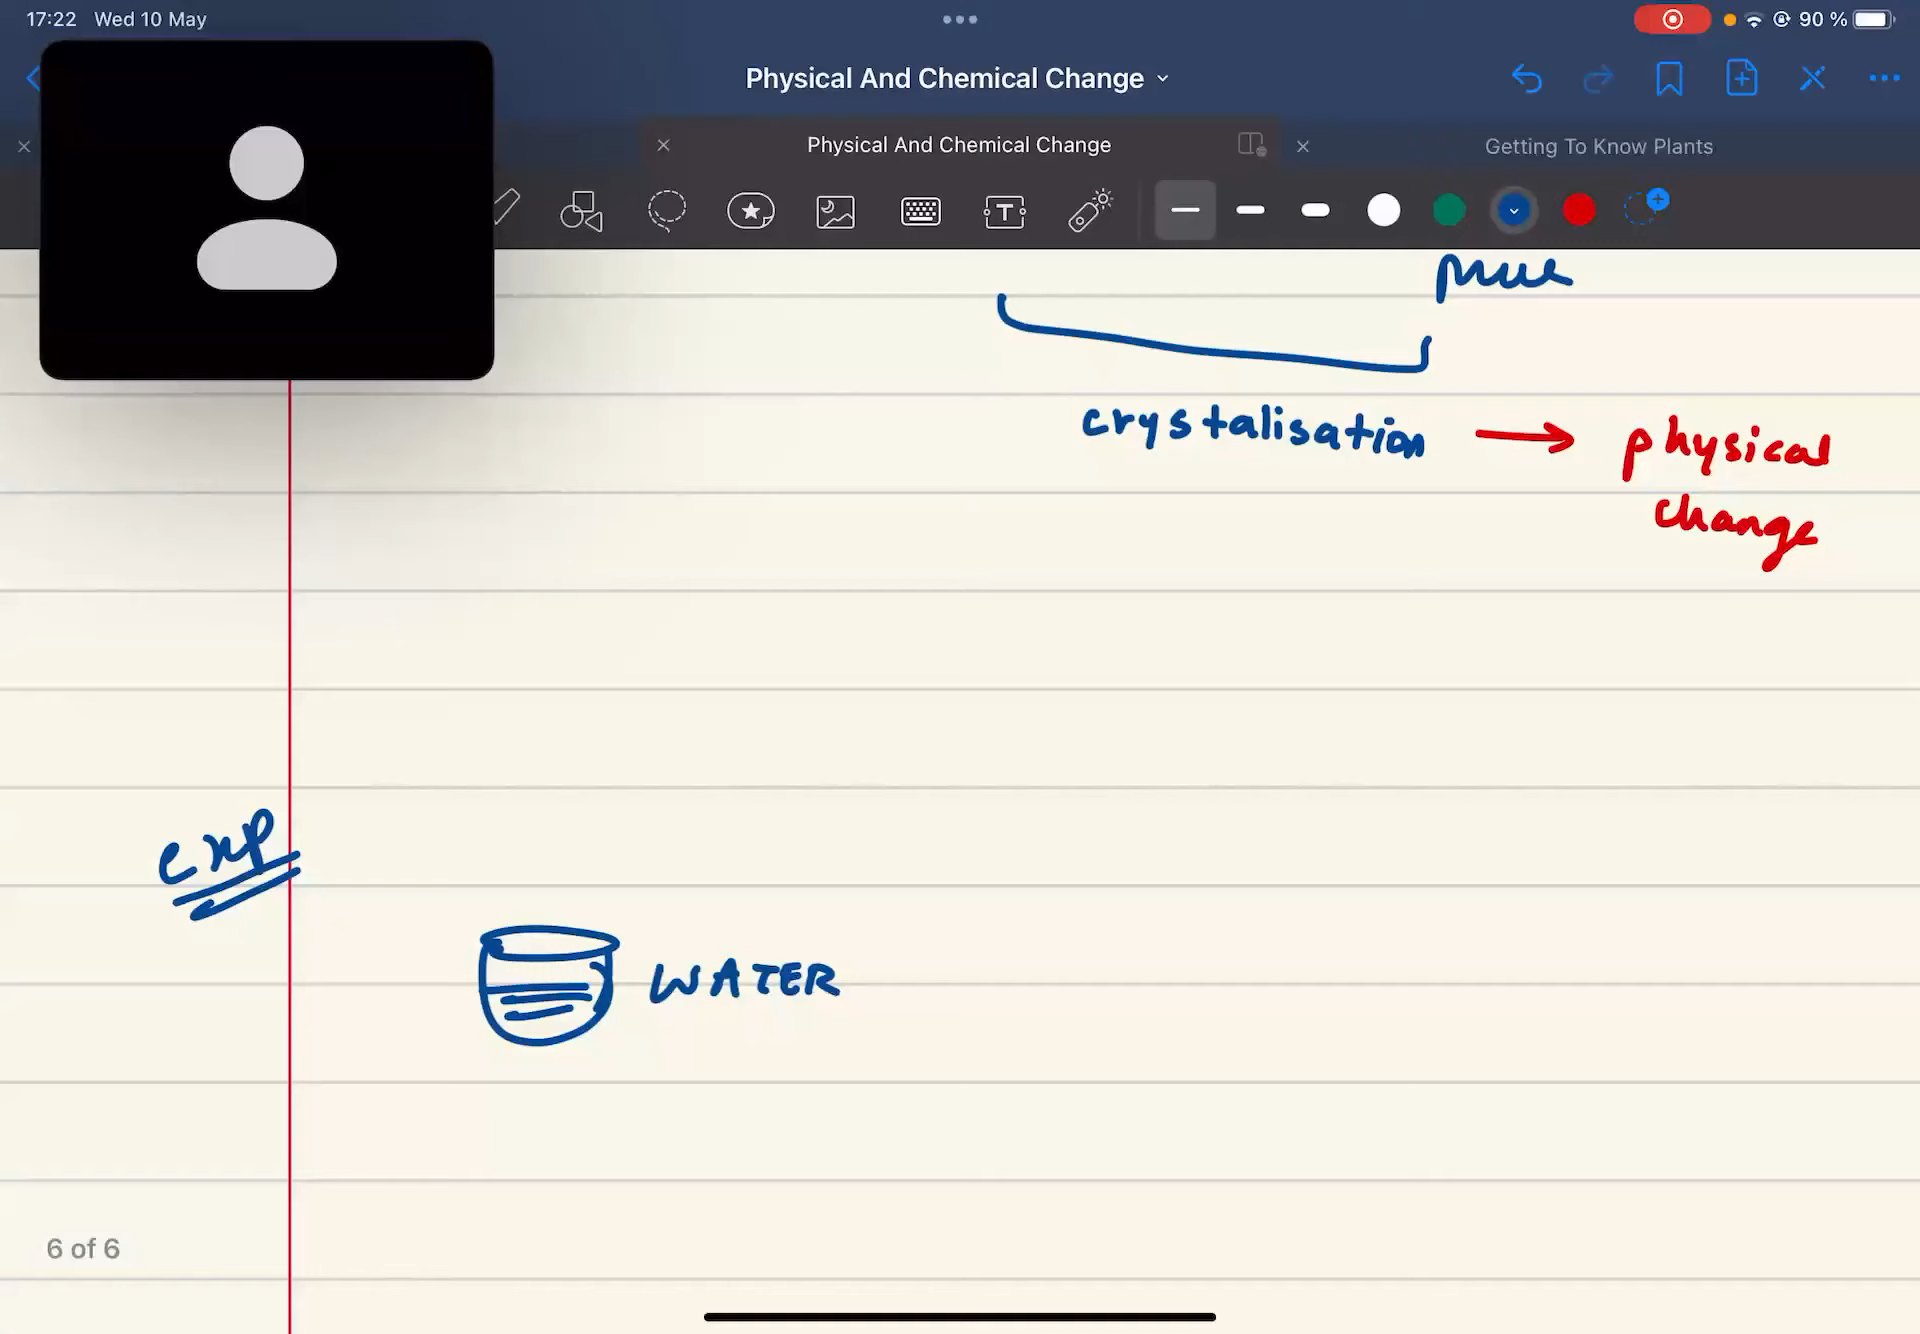 17:22 Wed 10 May
90 %
Physical And Chemical Change
Physical And Chemical Change
Getting To Know Plants
T
pure
crystalisation → physical
change
exp
WATER
6 of 6